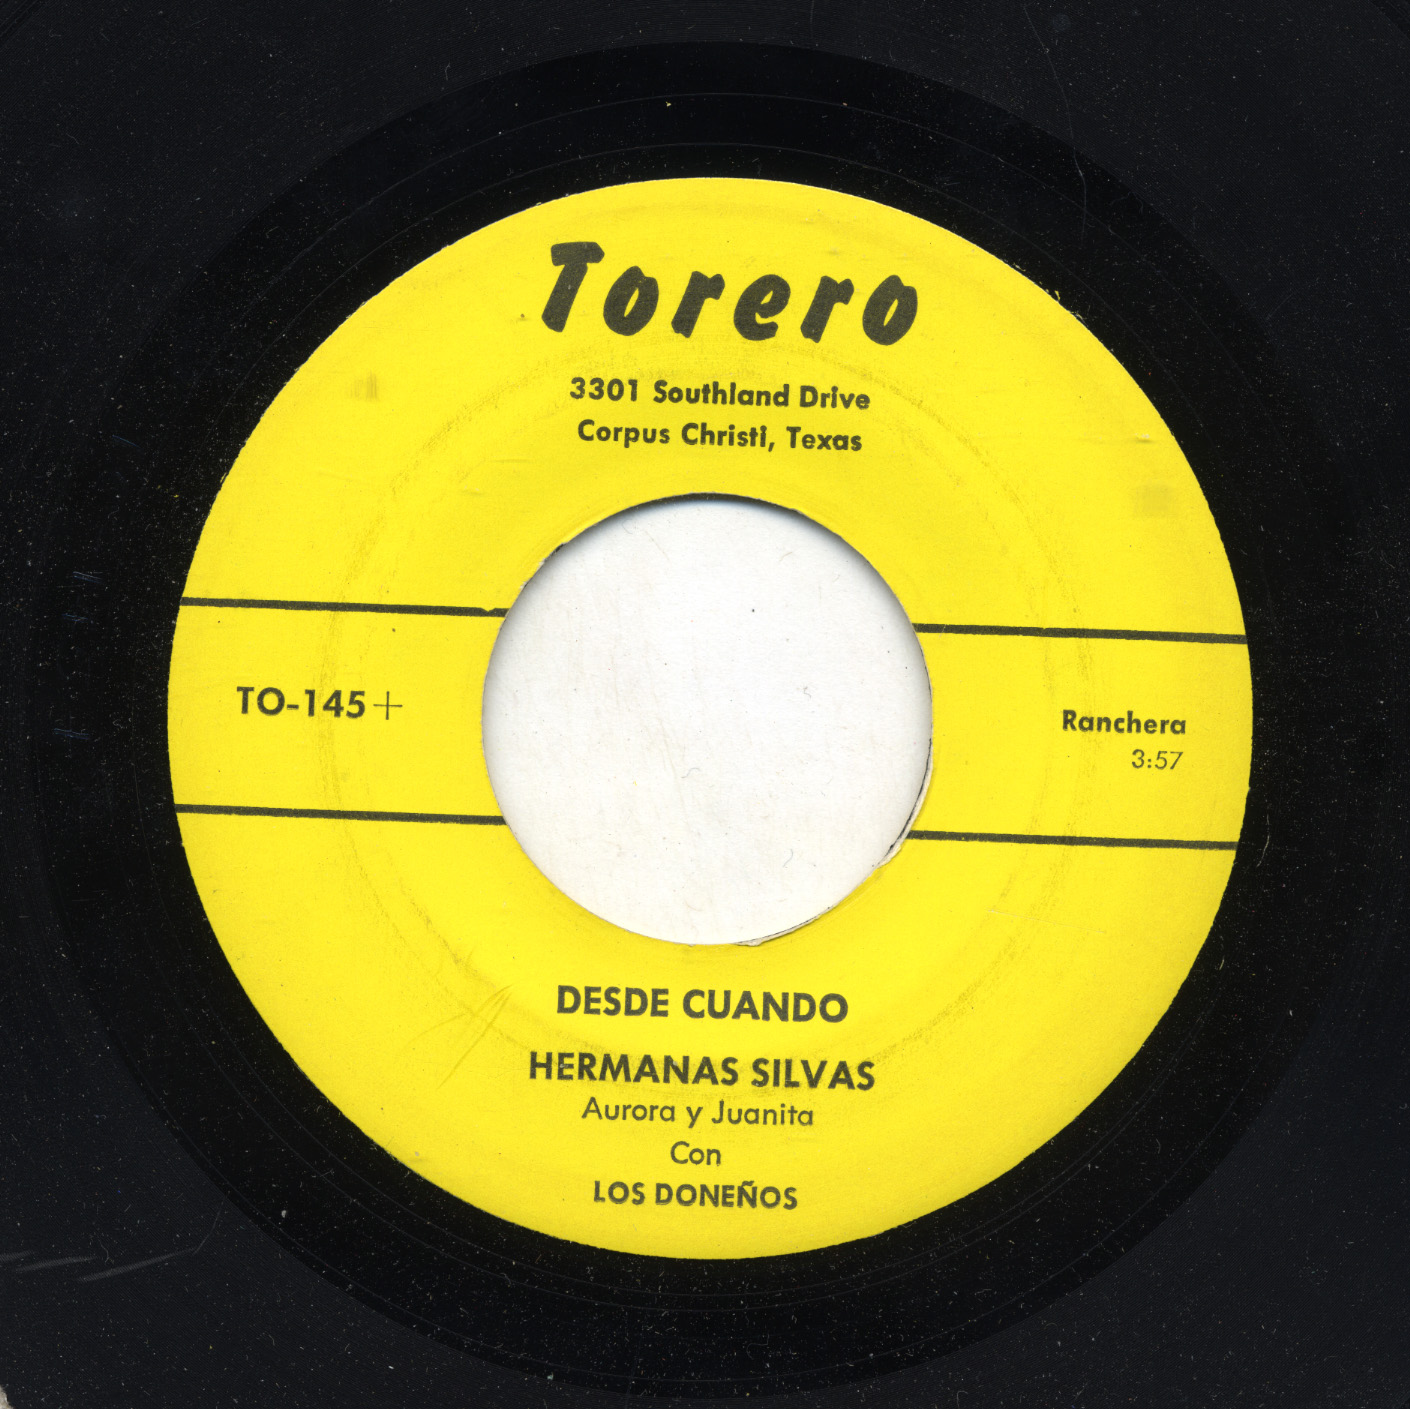 Torero
3301 Southland Drive
Corpus Christi, Texas
TO-145+
Ranchera
3:57
DESDE CUANDO
HERMANAS SILVAS
Aurora y Juanita
Con
LOS DONEÑOS